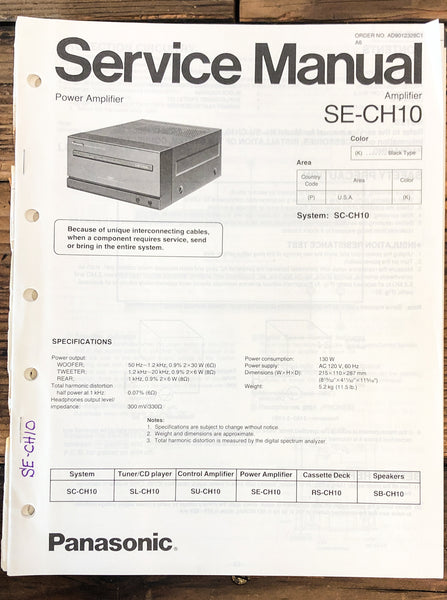 ORDER NO. AD9012328C1
A6
Service Manual
Power Amplifier
Amplifier
SE-CH10
Color
(K) ... Black Type
Area
Country Code Area Color
(P) U.S.A. (K)
System: SC-CH10
Because of unique interconnecting cables,
when a component requires service, send
or bring in the entire system.
SPECIFICATIONS
Power output:
WOOFER: 50 Hz–1.2 kHz, 0.9% 2×30 W (6Ω)
TWEETER: 1.2 kHz–20 kHz, 0.9% 2×6 W (8Ω)
REAR: 1 kHz, 0.9% 2×6 W (8Ω)
Total harmonic distortion
half power at 1 kHz: 0.07% (6Ω)
Headphones output level/
impedance: 300 mV/330Ω
Power consumption: 130 W
Power supply: AC 120 V, 60 Hz
Dimensions (W×H×D): 215×110×287 mm
Weight: 5.2 kg (11.5 lb.)
Notes:
1. Specifications are subject to change without notice.
2. Weight and dimensions are approximate.
3. Total harmonic distortion is measured by the digital spectrum analyzer.
System Tuner/CD player Control Amplifier Power Amplifier Cassette Deck Speakers
SC-CH10 SL-CH10 SU-CH10 SE-CH10 RS-CH10 SB-CH10
Panasonic®
SE-CH10